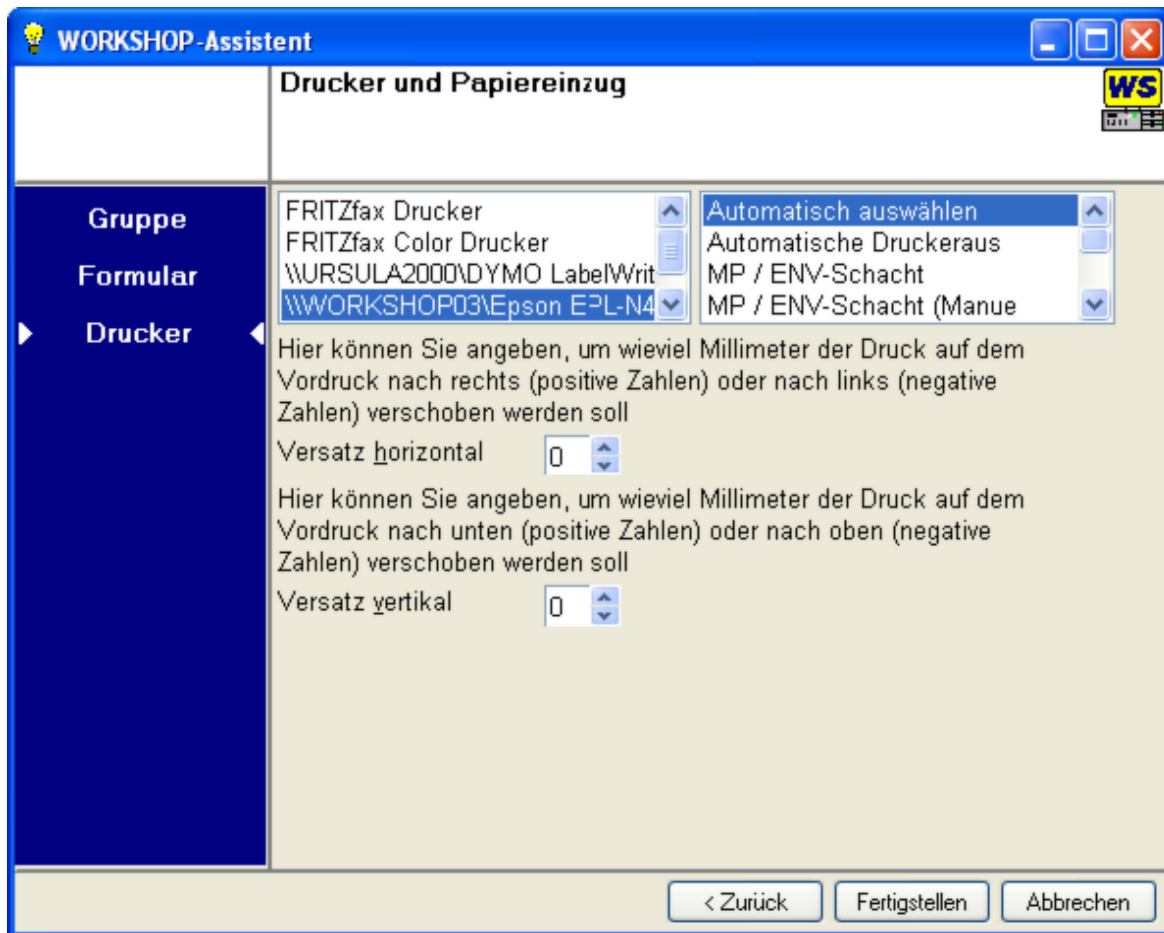 WORKSHOP-Assistent
Drucker und Papiereinzug
WS
Gruppe
Formular
Drucker
FRITZfax Drucker
FRITZfax Color Drucker
\\URSULA2000\DYMO LabelWrit
\\WORKSHOP03\Epson EPL-N4
Automatisch auswählen
Automatische Druckeraus
MP / ENV-Schacht
MP / ENV-Schacht (Manue
Hier können Sie angeben, um wieviel Millimeter der Druck auf dem
Vordruck nach rechts (positive Zahlen) oder nach links (negative
Zahlen) verschoben werden soll
Versatz horizontal 0
Hier können Sie angeben, um wieviel Millimeter der Druck auf dem
Vordruck nach unten (positive Zahlen) oder nach oben (negative
Zahlen) verschoben werden soll
Versatz vertikal 0
< Zurück Fertigstellen Abbrechen